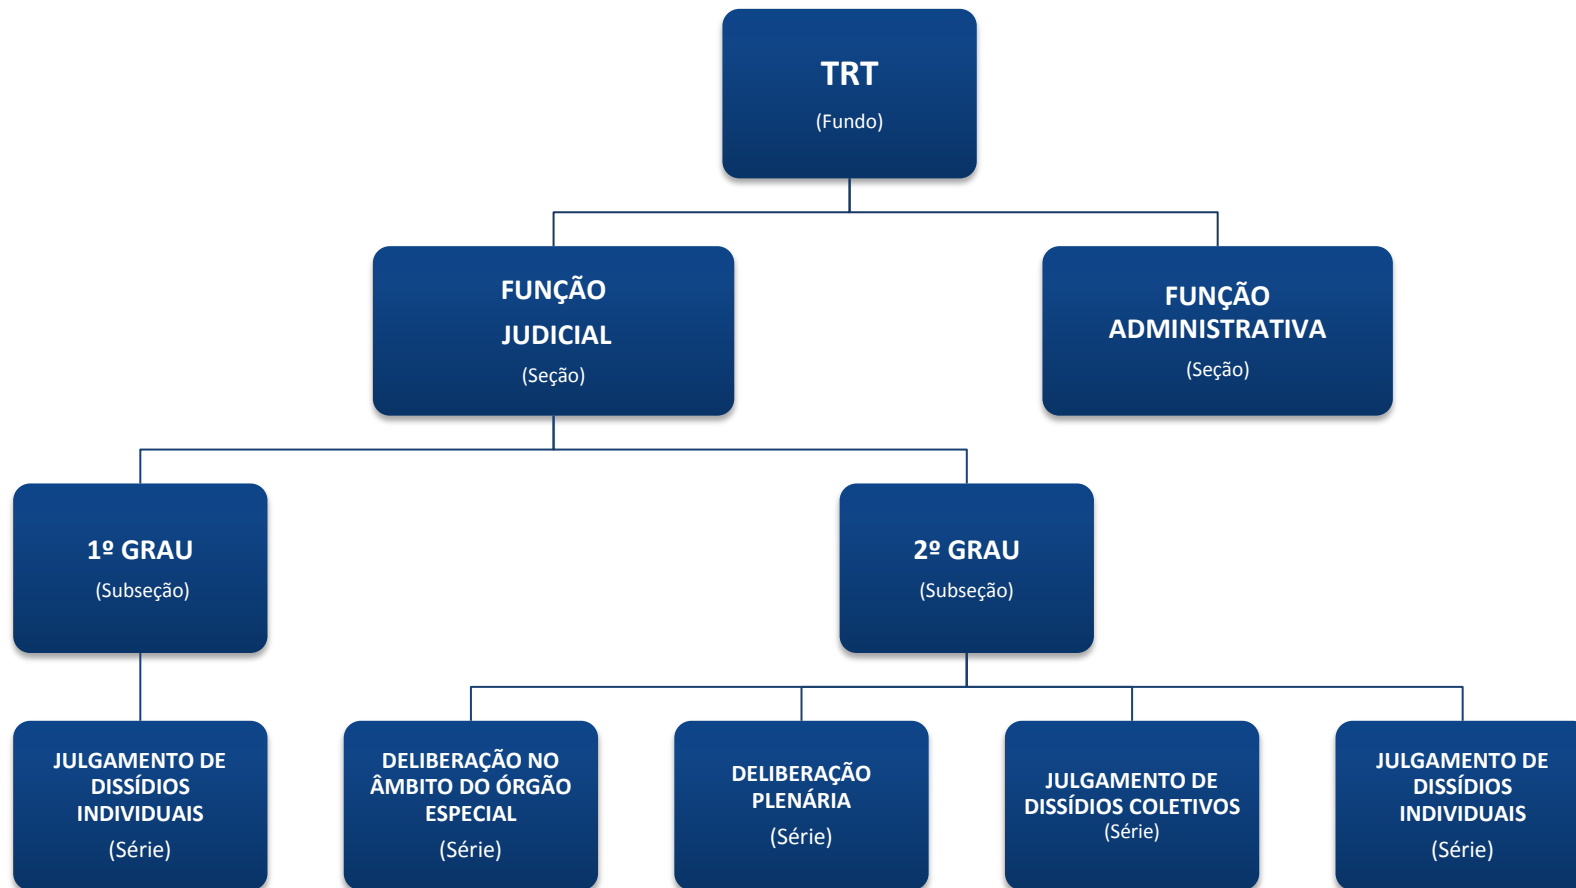 TRT
(Fundo)
FUNÇÃO
JUDICIAL
(Seção)
FUNÇÃO
ADMINISTRATIVA
(Seção)
1º GRAU
(Subseção)
2º GRAU
(Subseção)
JULGAMENTO DE
DISSÍDIOS
INDIVIDUAIS
(Série)
DELIBERAÇÃO NO
ÂMBITO DO ÓRGÃO
ESPECIAL
(Série)
DELIBERAÇÃO
PLENÁRIA
(Série)
JULGAMENTO DE
DISSÍDIOS COLETIVOS
(Série)
JULGAMENTO DE
DISSÍDIOS
INDIVIDUAIS
(Série)